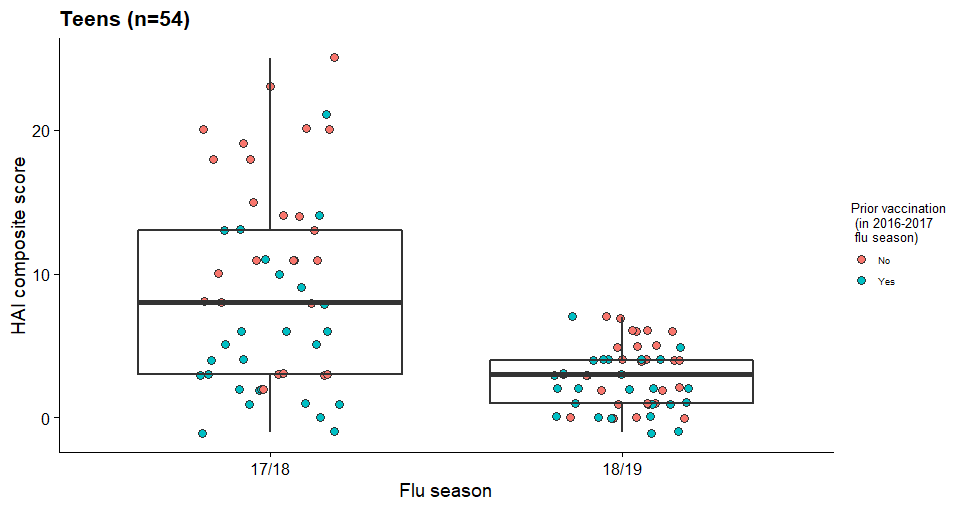 Teens (n=54)
HAI composite score
20
10
0
17/18
18/19
Flu season
Prior vaccination
(in 2016-2017
flu season)
No
Yes